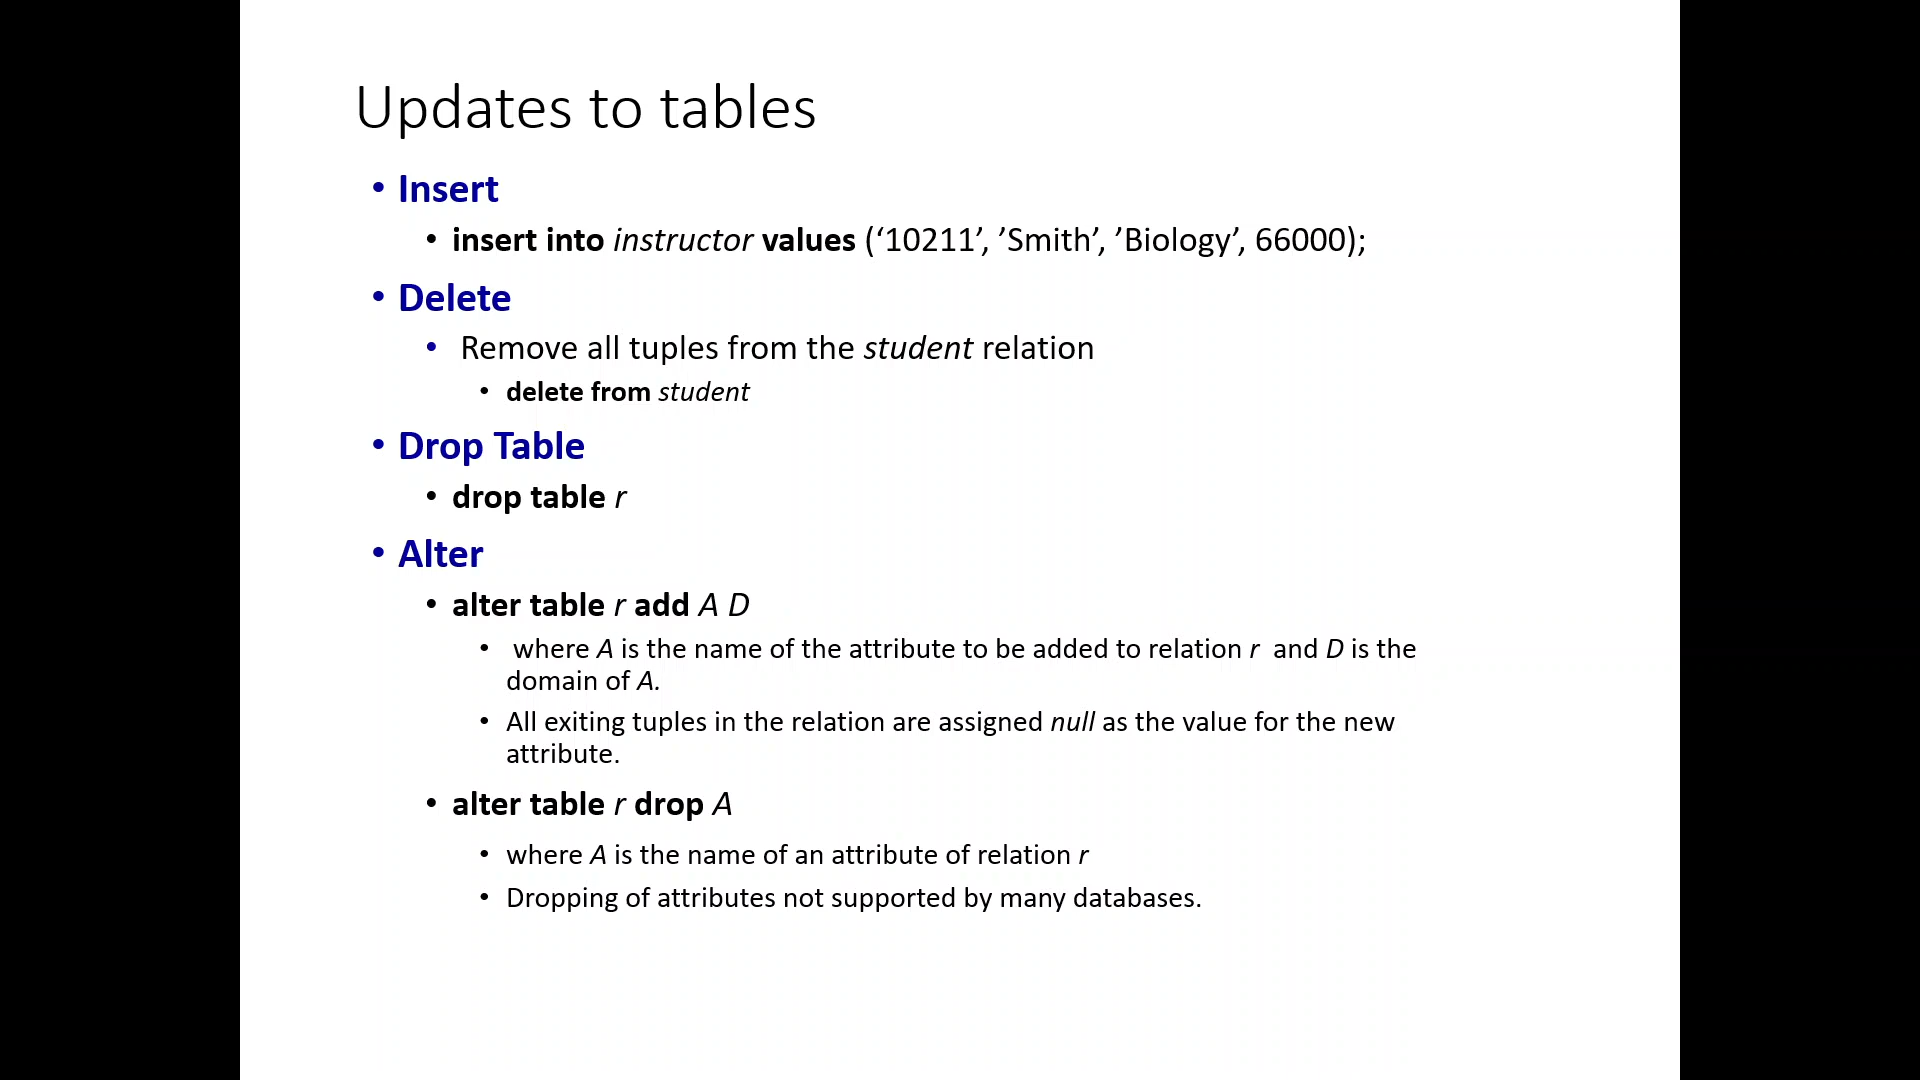 Updates to tables
• Insert
• insert into instructor values (‘10211’, ’Smith’, ’Biology’, 66000);
• Delete
• Remove all tuples from the student relation
• delete from student
• Drop Table
• drop table r
• Alter
• alter table r add A D
• where A is the name of the attribute to be added to relation r and D is the
domain of A.
• All exiting tuples in the relation are assigned null as the value for the new
attribute.
• alter table r drop A
• where A is the name of an attribute of relation r
• Dropping of attributes not supported by many databases.